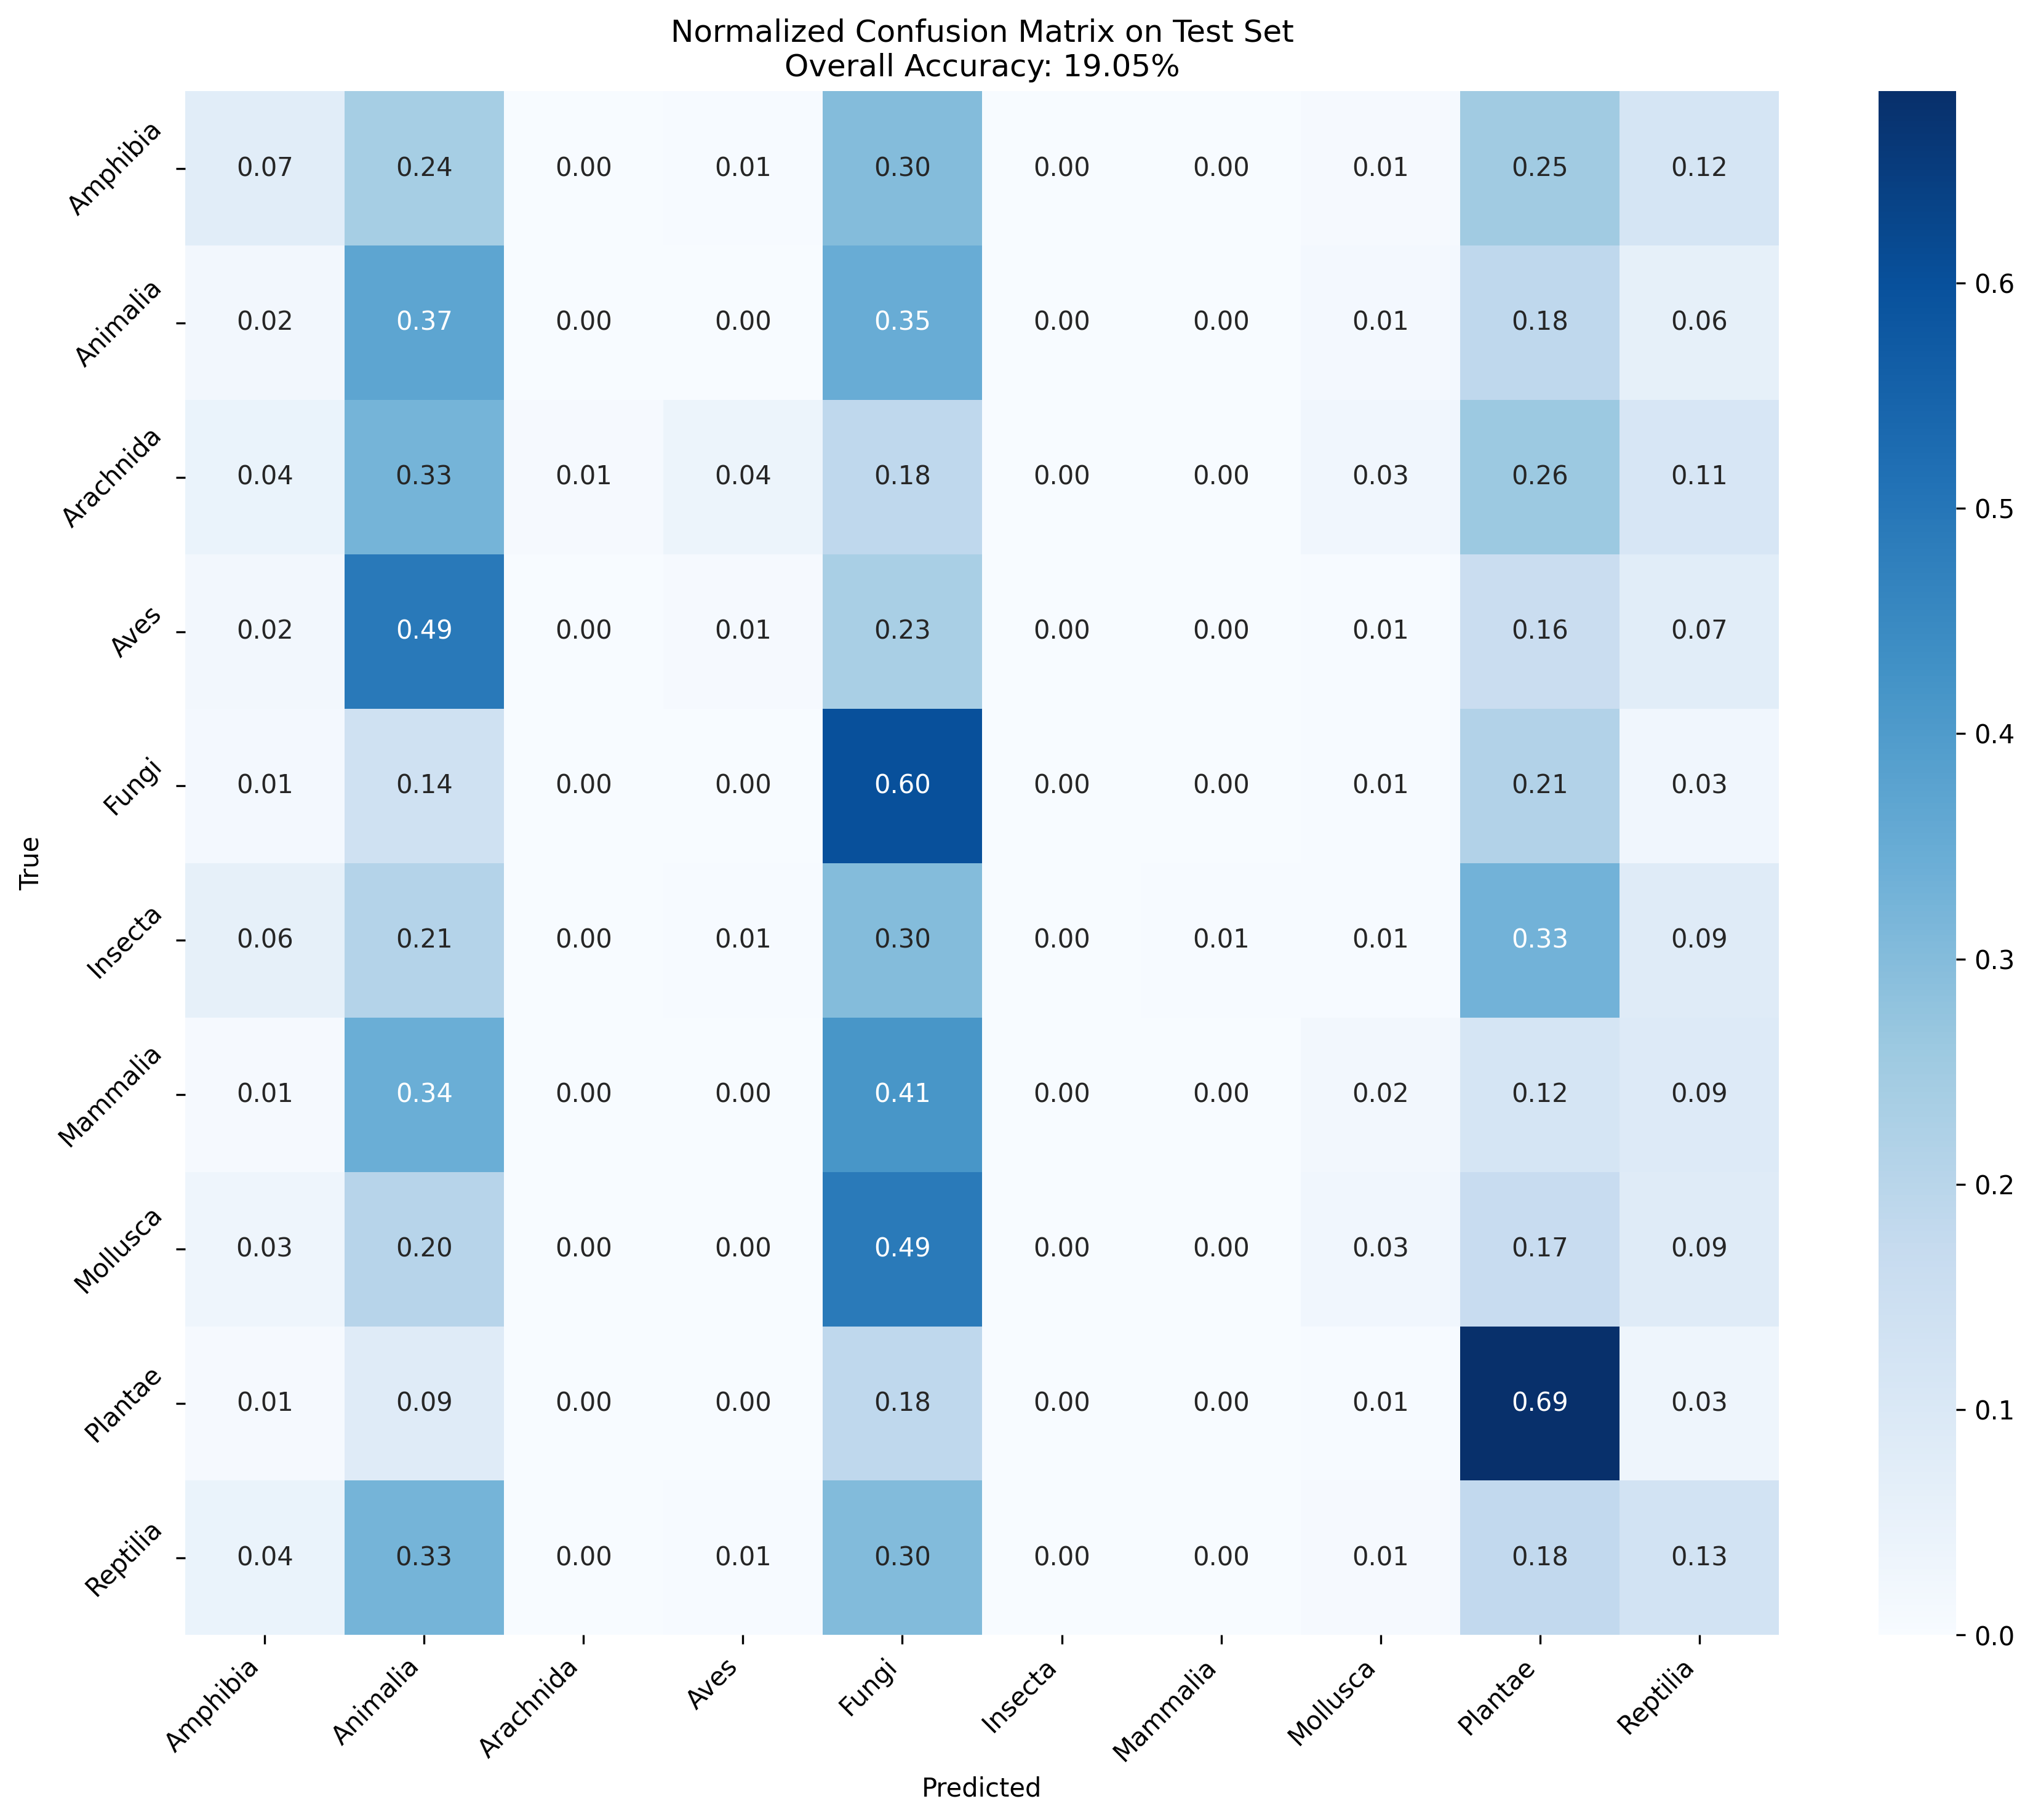 Normalized Confusion Matrix on Test Set
Overall Accuracy: 19.05%
True
Amphibia 0.07 0.24 0.00 0.01 0.30 0.00 0.00 0.01 0.25 0.12
Animalia 0.02 0.37 0.00 0.00 0.35 0.00 0.00 0.01 0.18 0.06
Arachnida 0.04 0.33 0.01 0.04 0.18 0.00 0.00 0.03 0.26 0.11
Aves 0.02 0.49 0.00 0.01 0.23 0.00 0.00 0.01 0.16 0.07
Fungi 0.01 0.14 0.00 0.00 0.60 0.00 0.00 0.01 0.21 0.03
Insecta 0.06 0.21 0.00 0.01 0.30 0.00 0.01 0.01 0.33 0.09
Mammalia 0.01 0.34 0.00 0.00 0.41 0.00 0.00 0.02 0.12 0.09
Mollusca 0.03 0.20 0.00 0.00 0.49 0.00 0.00 0.03 0.17 0.09
Plantae 0.01 0.09 0.00 0.00 0.18 0.00 0.00 0.01 0.69 0.03
Reptilia 0.04 0.33 0.00 0.01 0.30 0.00 0.00 0.01 0.18 0.13
Amphibia Animalia Arachnida Aves Fungi Insecta Mammalia Mollusca Plantae Reptilia
Predicted
0.6
0.5
0.4
0.3
0.2
0.1
0.0